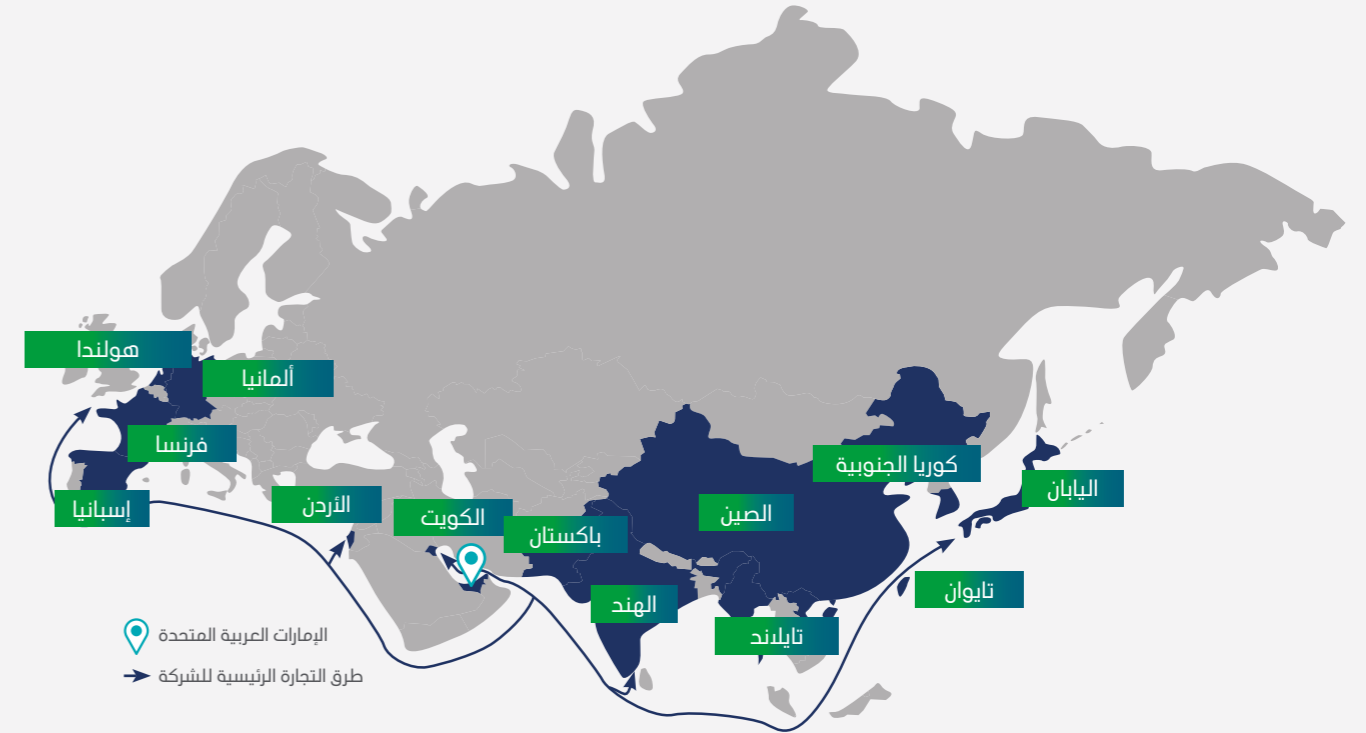 هولندا
ألمانيا
فرنسا
إسبانيا
الأردن
الكويت
باكستان
الصين
كوريا الجنوبية
اليابان
الهند
تايلاند
تايوان
الإمارات العربية المتحدة
طرق التجارة الرئيسية للشركة